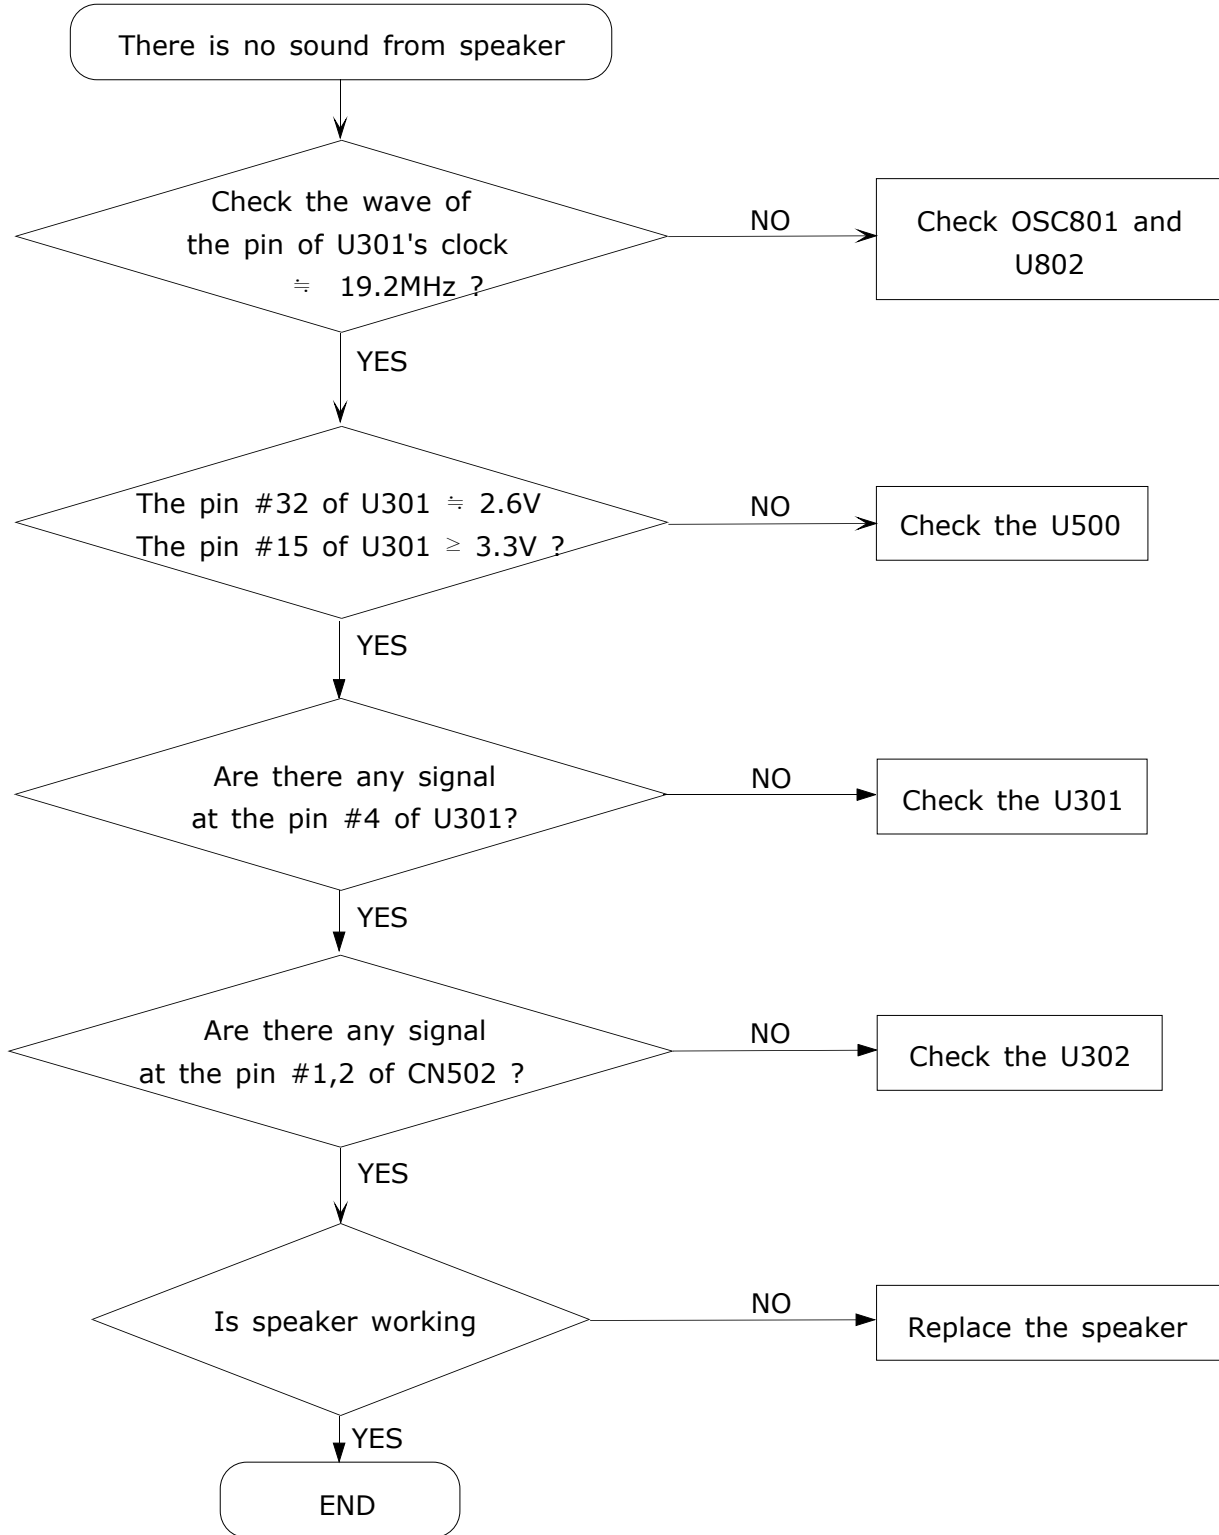 There is no sound from speaker
Check the wave of
the pin of U301's clock
≒ 19.2MHz ?
NO
Check OSC801 and
U802
YES
The pin #32 of U301 ≒ 2.6V
The pin #15 of U301 ≥ 3.3V ?
NO
Check the U500
YES
Are there any signal
at the pin #4 of U301?
NO
Check the U301
YES
Are there any signal
at the pin #1,2 of CN502 ?
NO
Check the U302
YES
Is speaker working
NO
Replace the speaker
YES
END